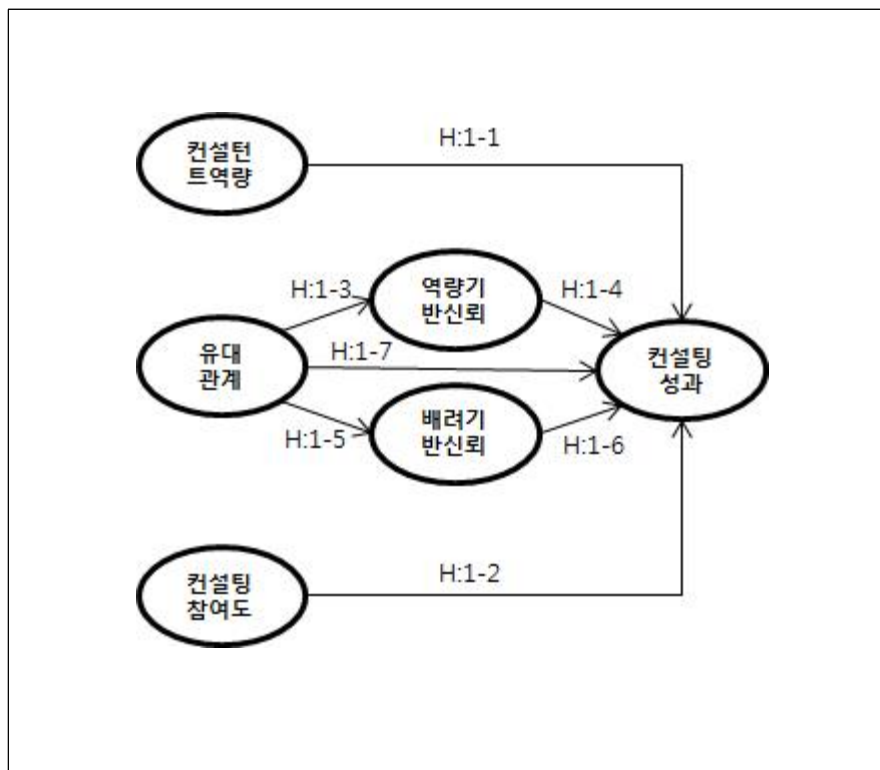 H:1-1
컨설턴
트역량
역량기
반신뢰
H:1-3
H:1-4
유대
관계
H:1-7
컨설팅
성과
배려기
반신뢰
H:1-5
H:1-6
컨설팅
참여도
H:1-2